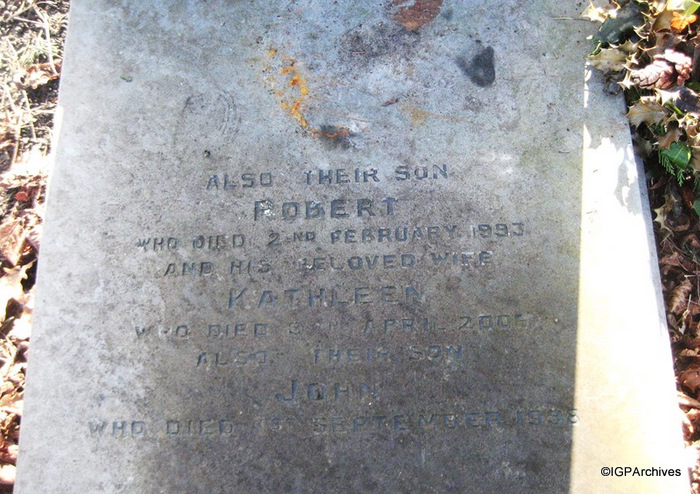 ALSO THEIR SON
ROBERT
WHO DIED 2ND FEBRUARY 1993
AND HIS BELOVED WIFE
KATHLEEN
WHO DIED APRIL
ALSO THEIR SON
JOHN
WHO DIED SEPTEMBER
©IGPArchives